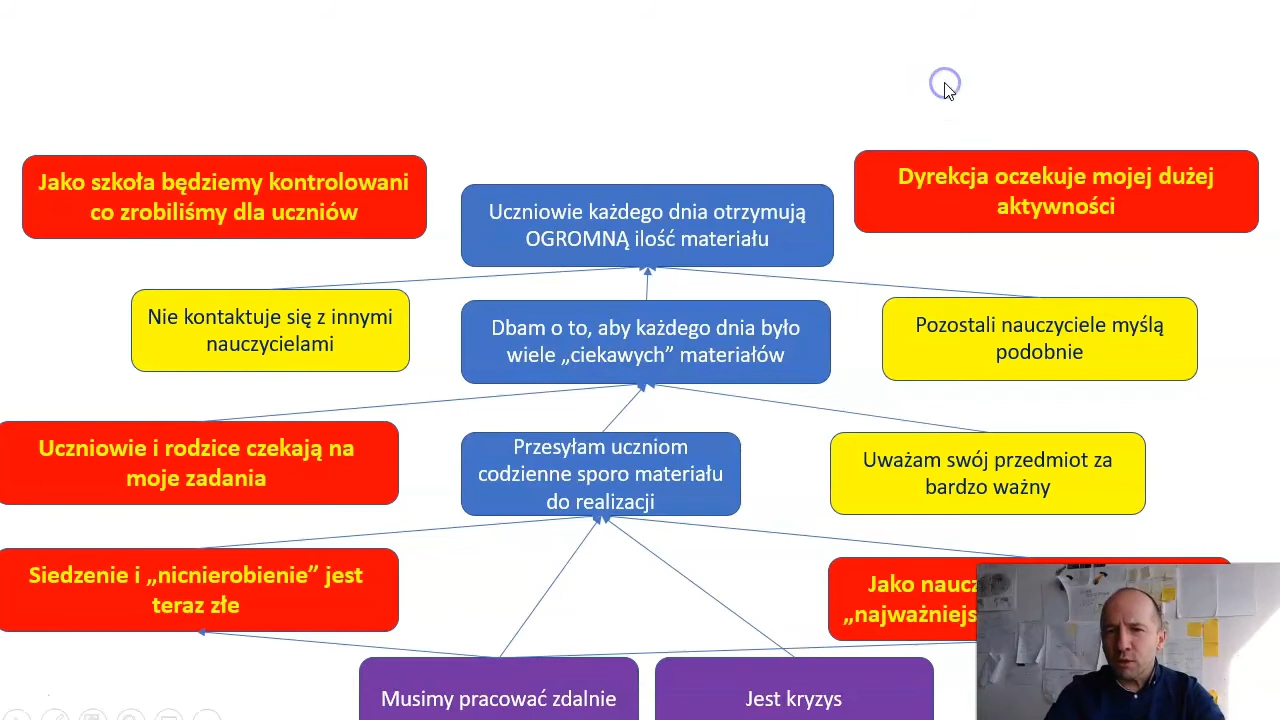 Jako szkoła będziemy kontrolowani
co zrobiliśmy dla uczniów
Uczniowie każdego dnia otrzymują
OGROMNĄ ilość materiału
Dyrekcja oczekuje mojej dużej
aktywności
Nie kontaktuje się z innymi
nauczycielami
Dbam o to, aby każdego dnia było
wiele „ciekawych” materiałów
Pozostali nauczyciele myślą
podobnie
Uczniowie i rodzice czekają na
moje zadania
Przesyłam uczniom
codzienne sporo materiału
do realizacji
Uważam swój przedmiot za
bardzo ważny
Siedzenie i „nicnierobienie” jest
teraz złe
Jako
Musimy pracować zdalnie
Jest kryzys